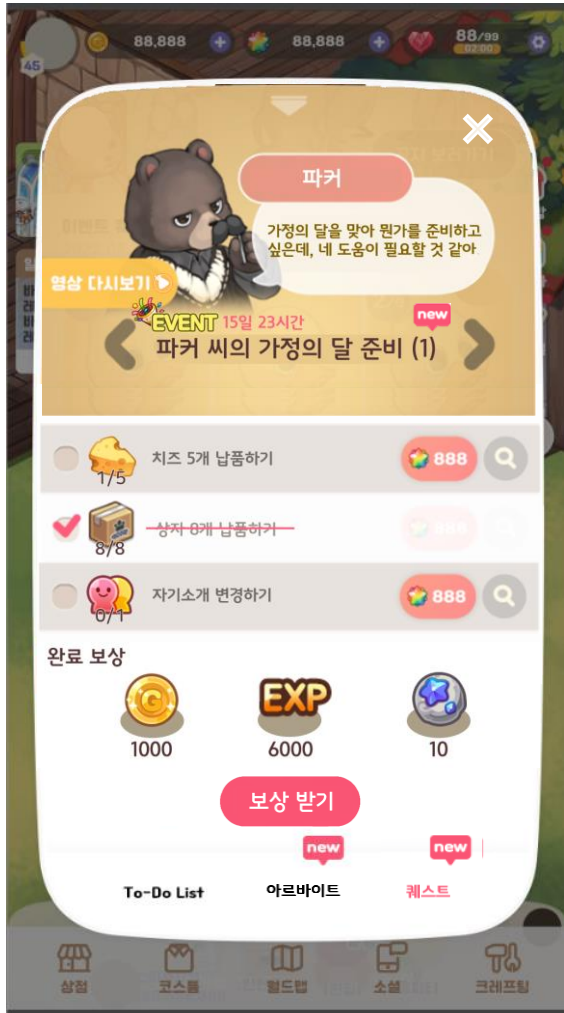 88,888
88,888
88/99
02:00
45
파커
가정의 달을 맞아 뭔가를 준비하고
싶은데, 네 도움이 필요할 것 같아
영상 다시보기
EVENT 15일 23시간
new
파커 씨의 가정의 달 준비 (1)
치즈 5개 납품하기
888
1/5
상자 8개 납품하기
888
8/8
자기소개 변경하기
888
0/1
완료 보상
G
EXP
1000
6000
10
보상 받기
new
new
To-Do List
아르바이트
퀘스트
상점
코스튬
월드맵
소셜
크래프팅